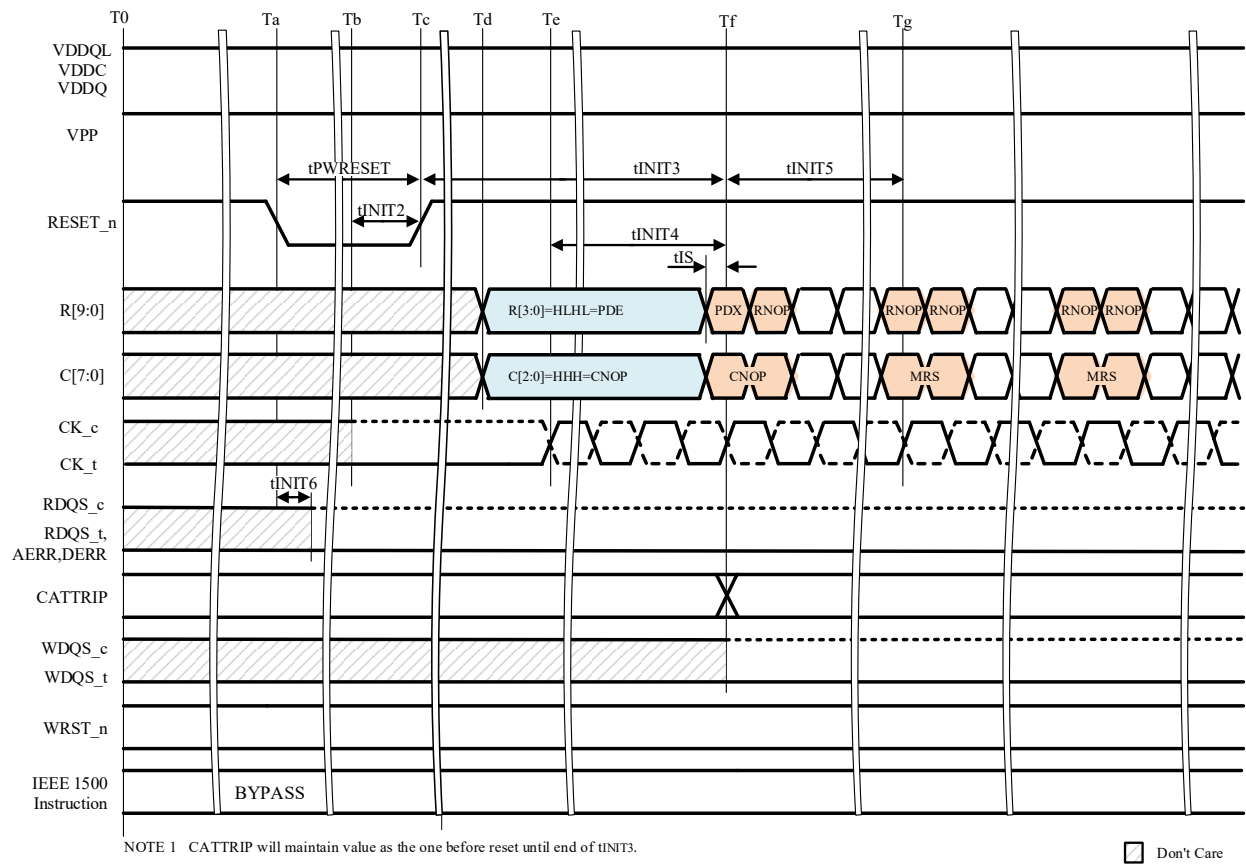 T0 Ta Tb Tc Td Te Tf Tg
VDDQL
VDDC
VDDQ
VPP
tPWRESET tINIT3 tINIT5
RESET_n
tINIT2
tINIT4
tIS
R[9:0] R[3:0]=HLHL=PDE PDX RNOP RNOP RNOP RNOP RNOP
C[7:0] C[2:0]=HHH=CNOP CNOP MRS MRS
CK_c
CK_t
tINIT6
RDQS_c
RDQS_t,
AERR,DERR
CATTRIP
WDQS_c
WDQS_t
WRST_n
IEEE 1500
Instruction
BYPASS
NOTE 1 CATTRIP will maintain value as the one before reset until end of tINIT3.
Don't Care